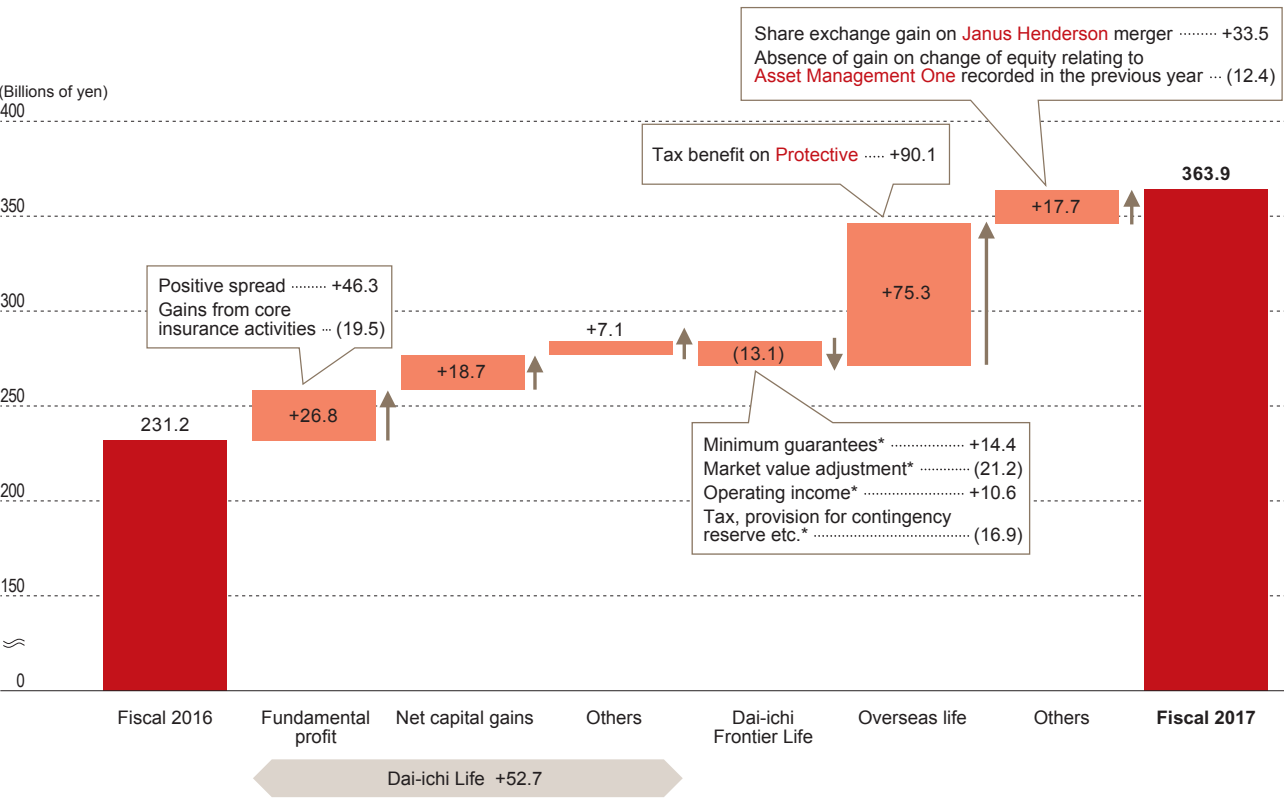 Share exchange gain on Janus Henderson merger ········ +33.5
Absence of gain on change of equity relating to
Asset Management One recorded in the previous year ··· (12.4)
(Billions of yen)
400
Tax benefit on Protective ····· +90.1
363.9
350
+17.7
Positive spread ········ +46.3
Gains from core
insurance activities ··· (19.5)
+75.3
300
+7.1
(13.1)
+18.7
250
+26.8
231.2
Minimum guarantees* ················· +14.4
Market value adjustment* ············ (21.2)
Operating income* ······················ +10.6
Tax, provision for contingency
reserve etc.* ···································· (16.9)
200
150
0
Fiscal 2016
Fundamental
profit
Net capital gains
Others
Dai-ichi
Frontier Life
Overseas life
Others
Fiscal 2017
Dai-ichi Life +52.7